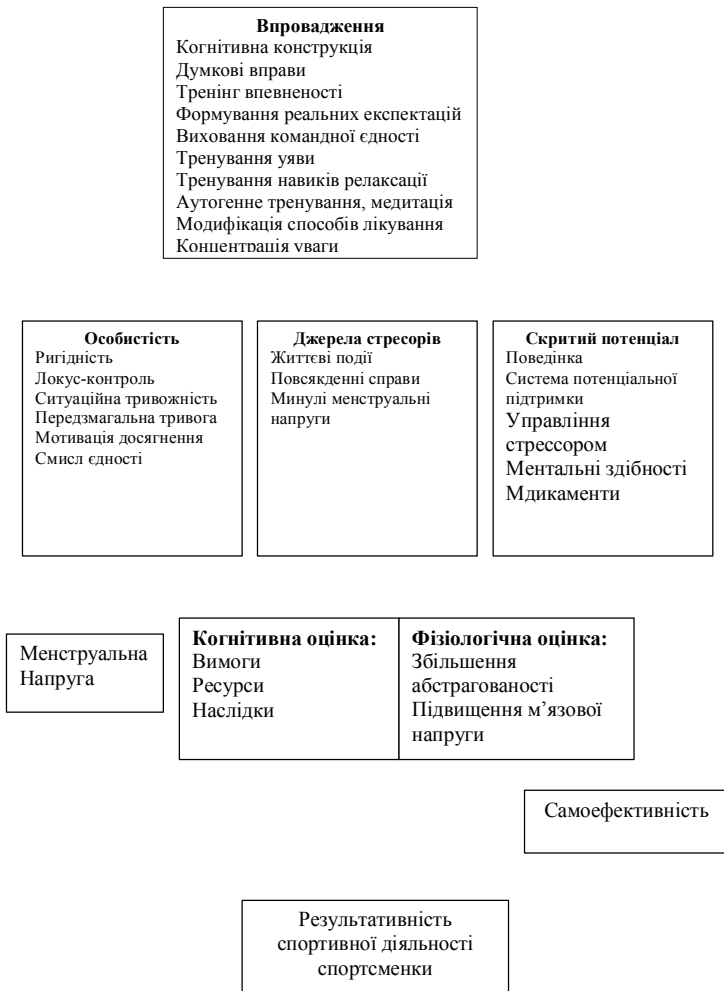 Впровадження
Когнітивна конструкція
Думкові вправи
Тренінг впевненості
Формування реальних експектацій
Виховання командної єдності
Тренування уяви
Тренування навиків релаксації
Аутогенне тренування, медитація
Модифікація способів лікування
Концентрація уваги
Особистість
Ригідність
Локус-контроль
Ситуаційна тривожність
Передзмагальна тривога
Мотивація досягнення
Смисл єдності
Джерела стресорів
Життєві події
Повсякденні справи
Минулі менструальні
напруги
Скритий потенціал
Поведінка
Система потенціальної
підтримки
Управління
стрессором
Ментальні здібності
Мдикаменти
Менструальна
Напруга
Когнітивна оцінка:
Вимоги
Ресурси
Наслідки
Фізіологічна оцінка:
Збільшення
абстрагованості
Підвищення м’язової
напруги
Самоефективність
Результативність
спортивної діяльності
спортсменки